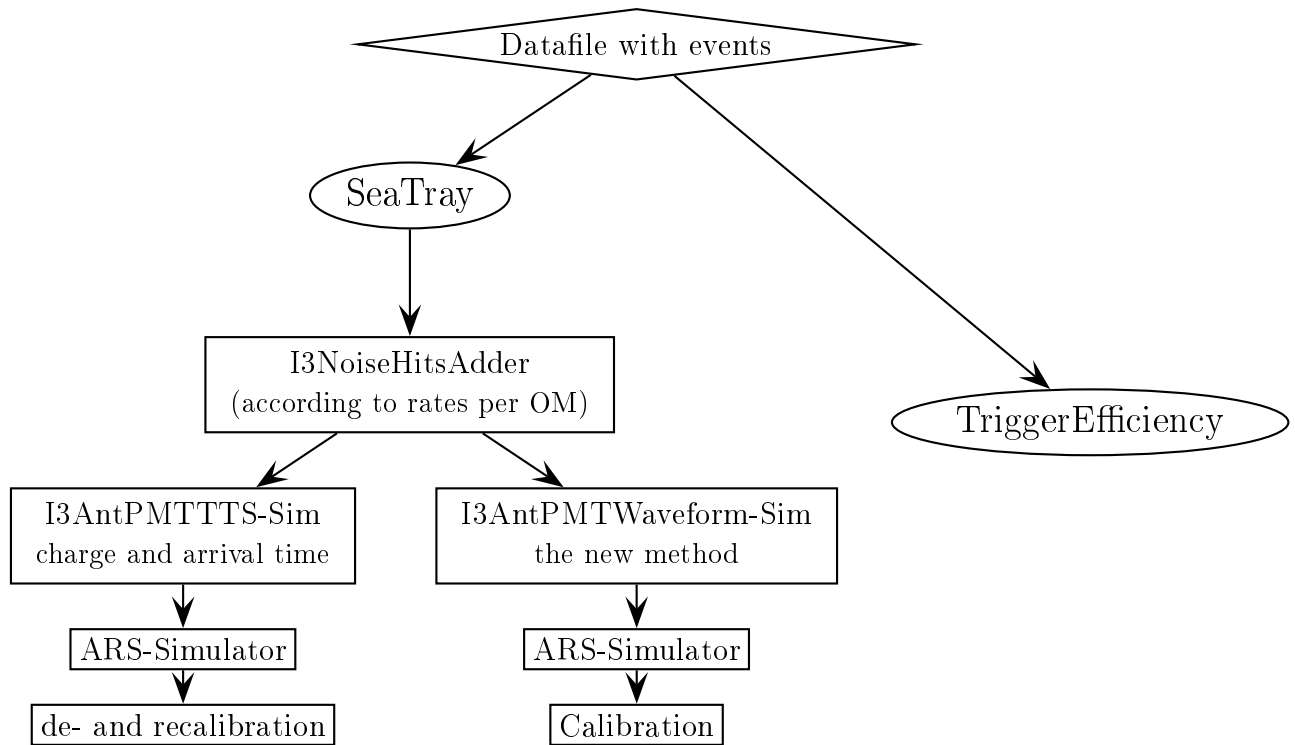 Datafile with events
SeaTray
I3NoiseHitsAdder
(according to rates per OM)
TriggerEfficiency
I3AntPMTTTS-Sim
charge and arrival time
I3AntPMTWaveform-Sim
the new method
ARS-Simulator
ARS-Simulator
de- and recalibration
Calibration